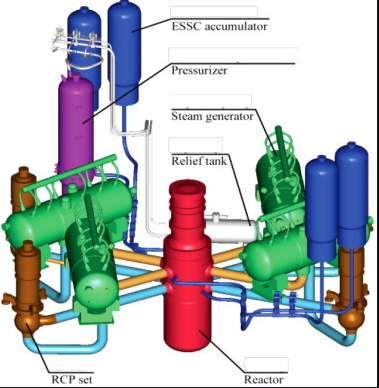 ESSC accumulator
Pressurizer
Steam generator
Relief tank
RCP set
Reactor